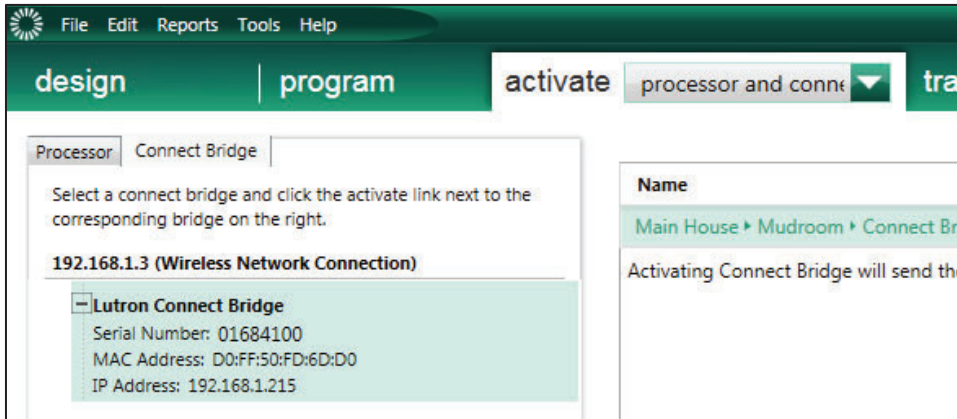 File Edit Reports Tools Help
design program activate processor and conne tra
Processor Connect Bridge
Select a connect bridge and click the activate link next to the
corresponding bridge on the right.
192.168.1.3 (Wireless Network Connection)
Lutron Connect Bridge
Serial Number: 01684100
MAC Address: D0:FF:50:FD:6D:D0
IP Address: 192.168.1.215
Name
Main House ▸ Mudroom ▸ Connect Br
Activating Connect Bridge will send the